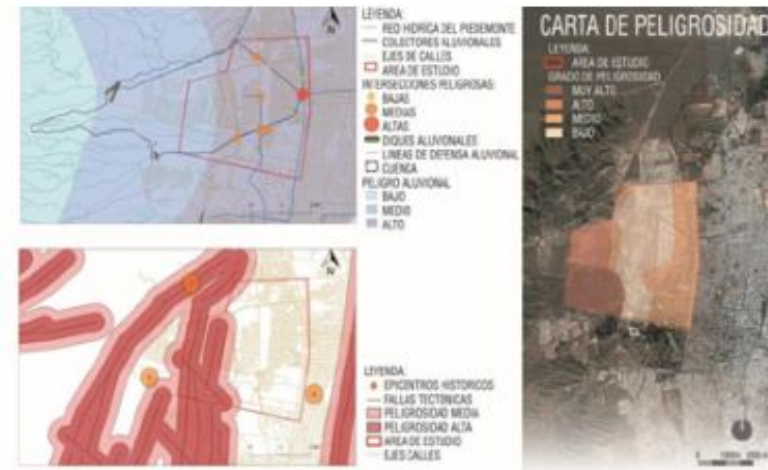 LEYENDA:
RED HIDRICA DEL PIEDEMONTE
COLECTORES ALUVIONALES
EJES DE CALLES
AREA DE ESTUDIO
INTERSECCIONES PELIGROSAS:
BAJAS
MEDIAS
ALTAS
DIQUES ALUVIONALES
LINEAS DE DEFENSA ALUVIONAL
CUENCA
PELIGRO ALUVIONAL
BAJO
MEDIO
ALTO
N
LEYENDA:
EPICENTROS HISTORICOS
FALLAS TECTONICAS
PELIGROSIDAD MEDIA
PELIGROSIDAD ALTA
AREA DE ESTUDIO
EJES CALLES
N
CARTA DE PELIGROSIDAD
LEYENDA:
AREA DE ESTUDIO
GRADO DE PELIGROSIDAD
MUY ALTO
ALTO
MEDIO
BAJO